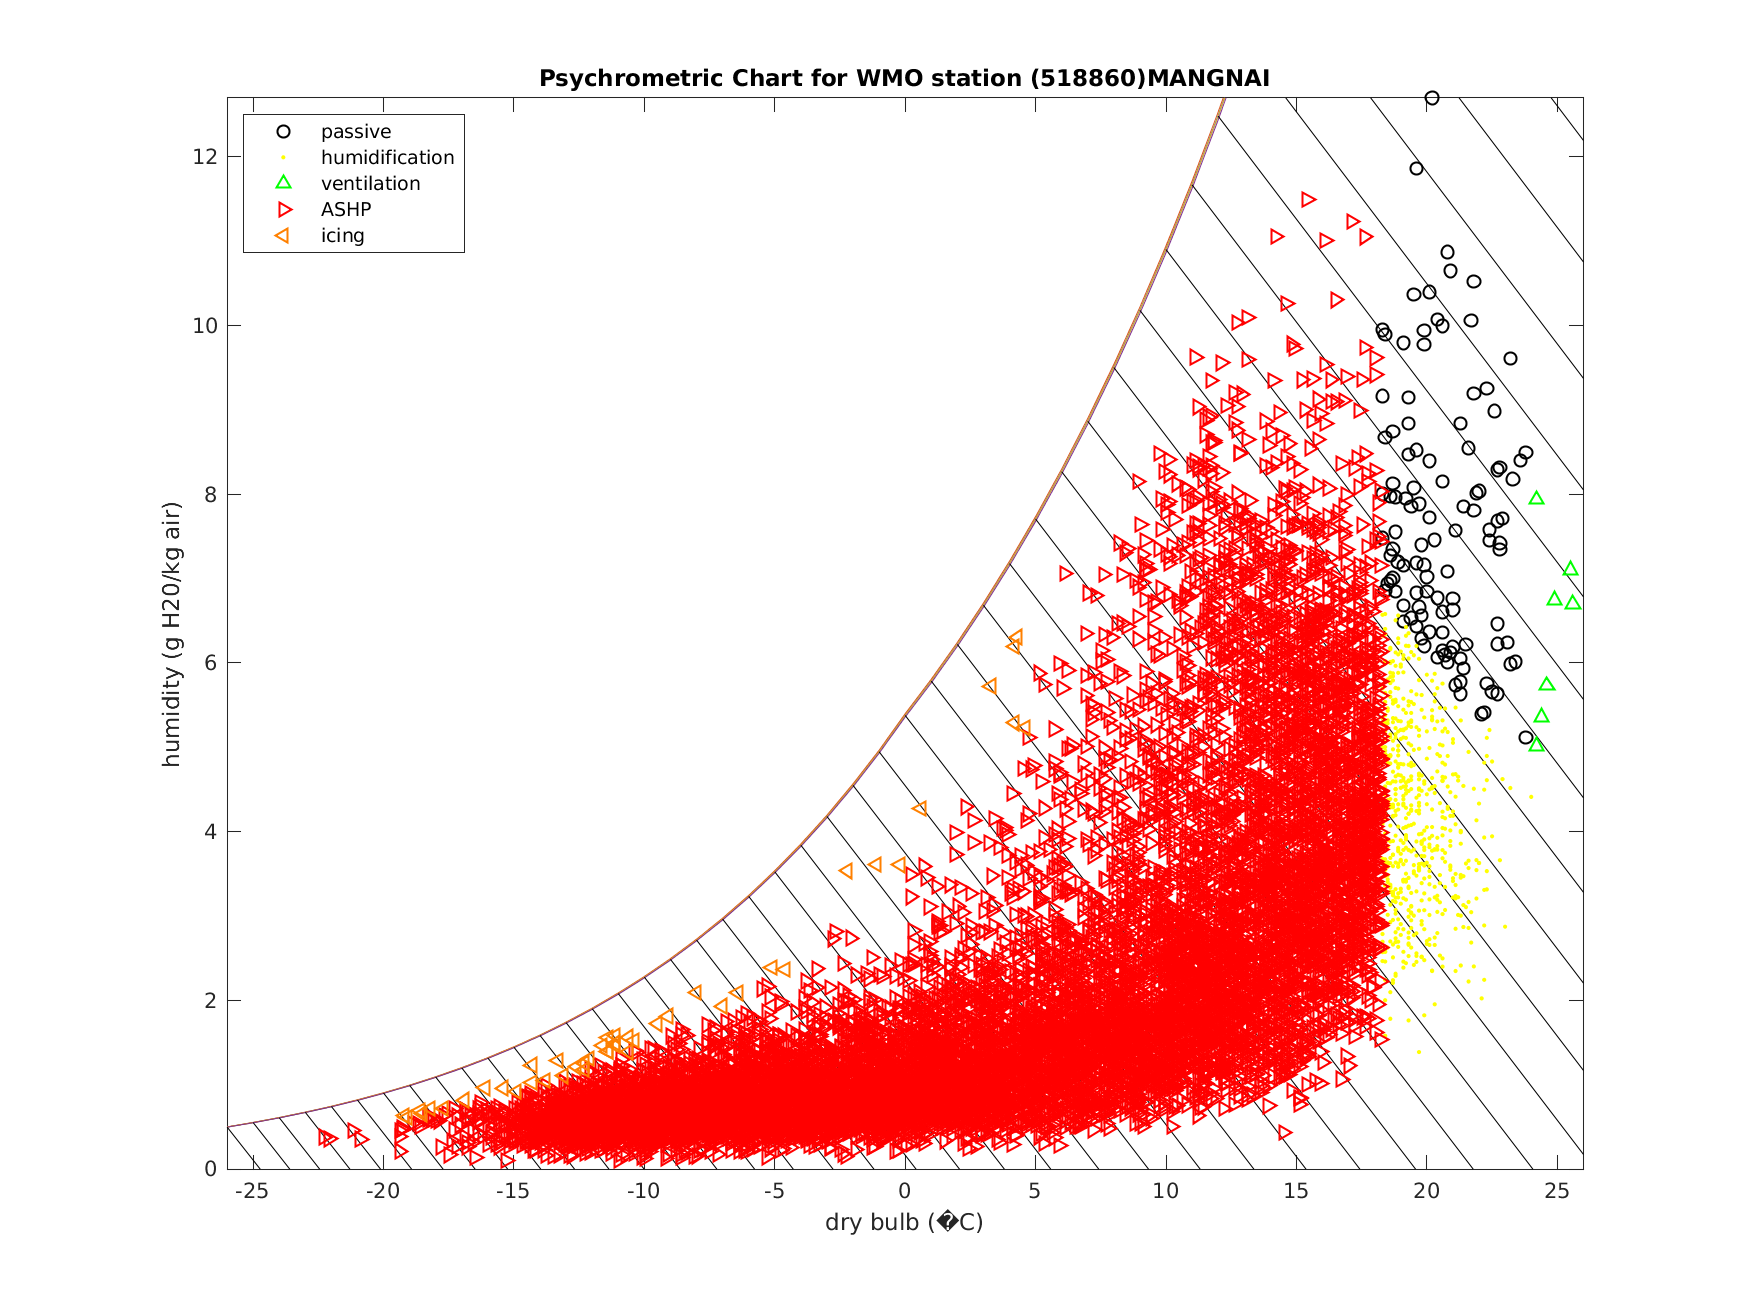 Psychrometric Chart for WMO station (518860)MANGNAI
passive
humidification
ventilation
ASHP
icing
humidity (g H20/kg air)
12
10
8
6
4
2
0
-25 -20 -15 -10 -5 0 5 10 15 20 25
dry bulb (�C)